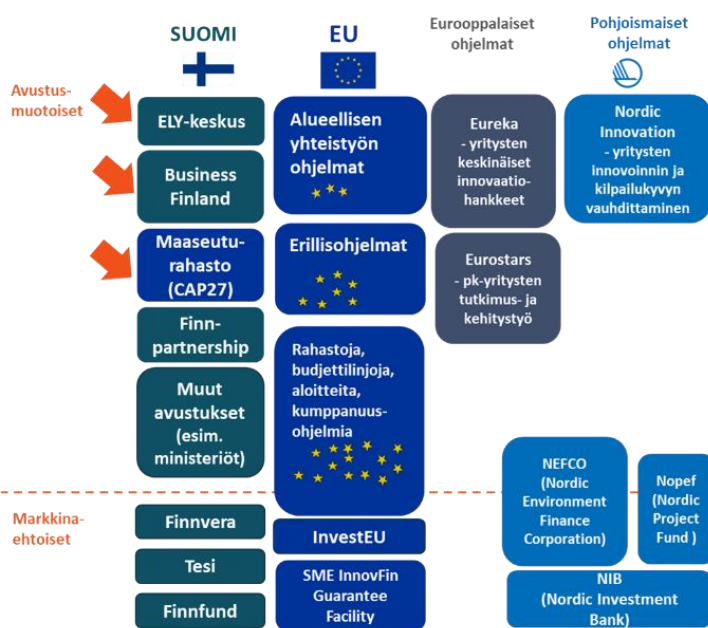 SUOMI
EU
Eurooppalaiset
ohjelmat
Pohjoismaiset
ohjelmat
Avustus-
muotoiset
ELY-keskus
Business
Finland
Maaseutu-
rahasto
(CAP27)
Finn-
partnership
Muut
avustukset
(esim.
ministeriöt)
Alueellisen
yhteistyön
ohjelmat
Erillisohjelmat
Rahastoja,
budjettilinjoja,
aloitteita,
kumppanuus-
ohjelmia
Eureka
- yritysten
keskinäiset
innovaatio-
hankkeet
Eurostars
- pk-yritysten
tutkimus- ja
kehitystyö
Nordic
Innovation
- yritysten
innovoinnin ja
kilpailukyvyn
vauhdittaminen
NEFCO
(Nordic
Environment
Finance
Corporation)
Nopef
(Nordic
Project
Fund )
Markkina-
ehtoiset
Finnvera
Tesi
Finnfund
InvestEU
SME InnovFin
Guarantee
Facility
NIB
(Nordic Investment
Bank)